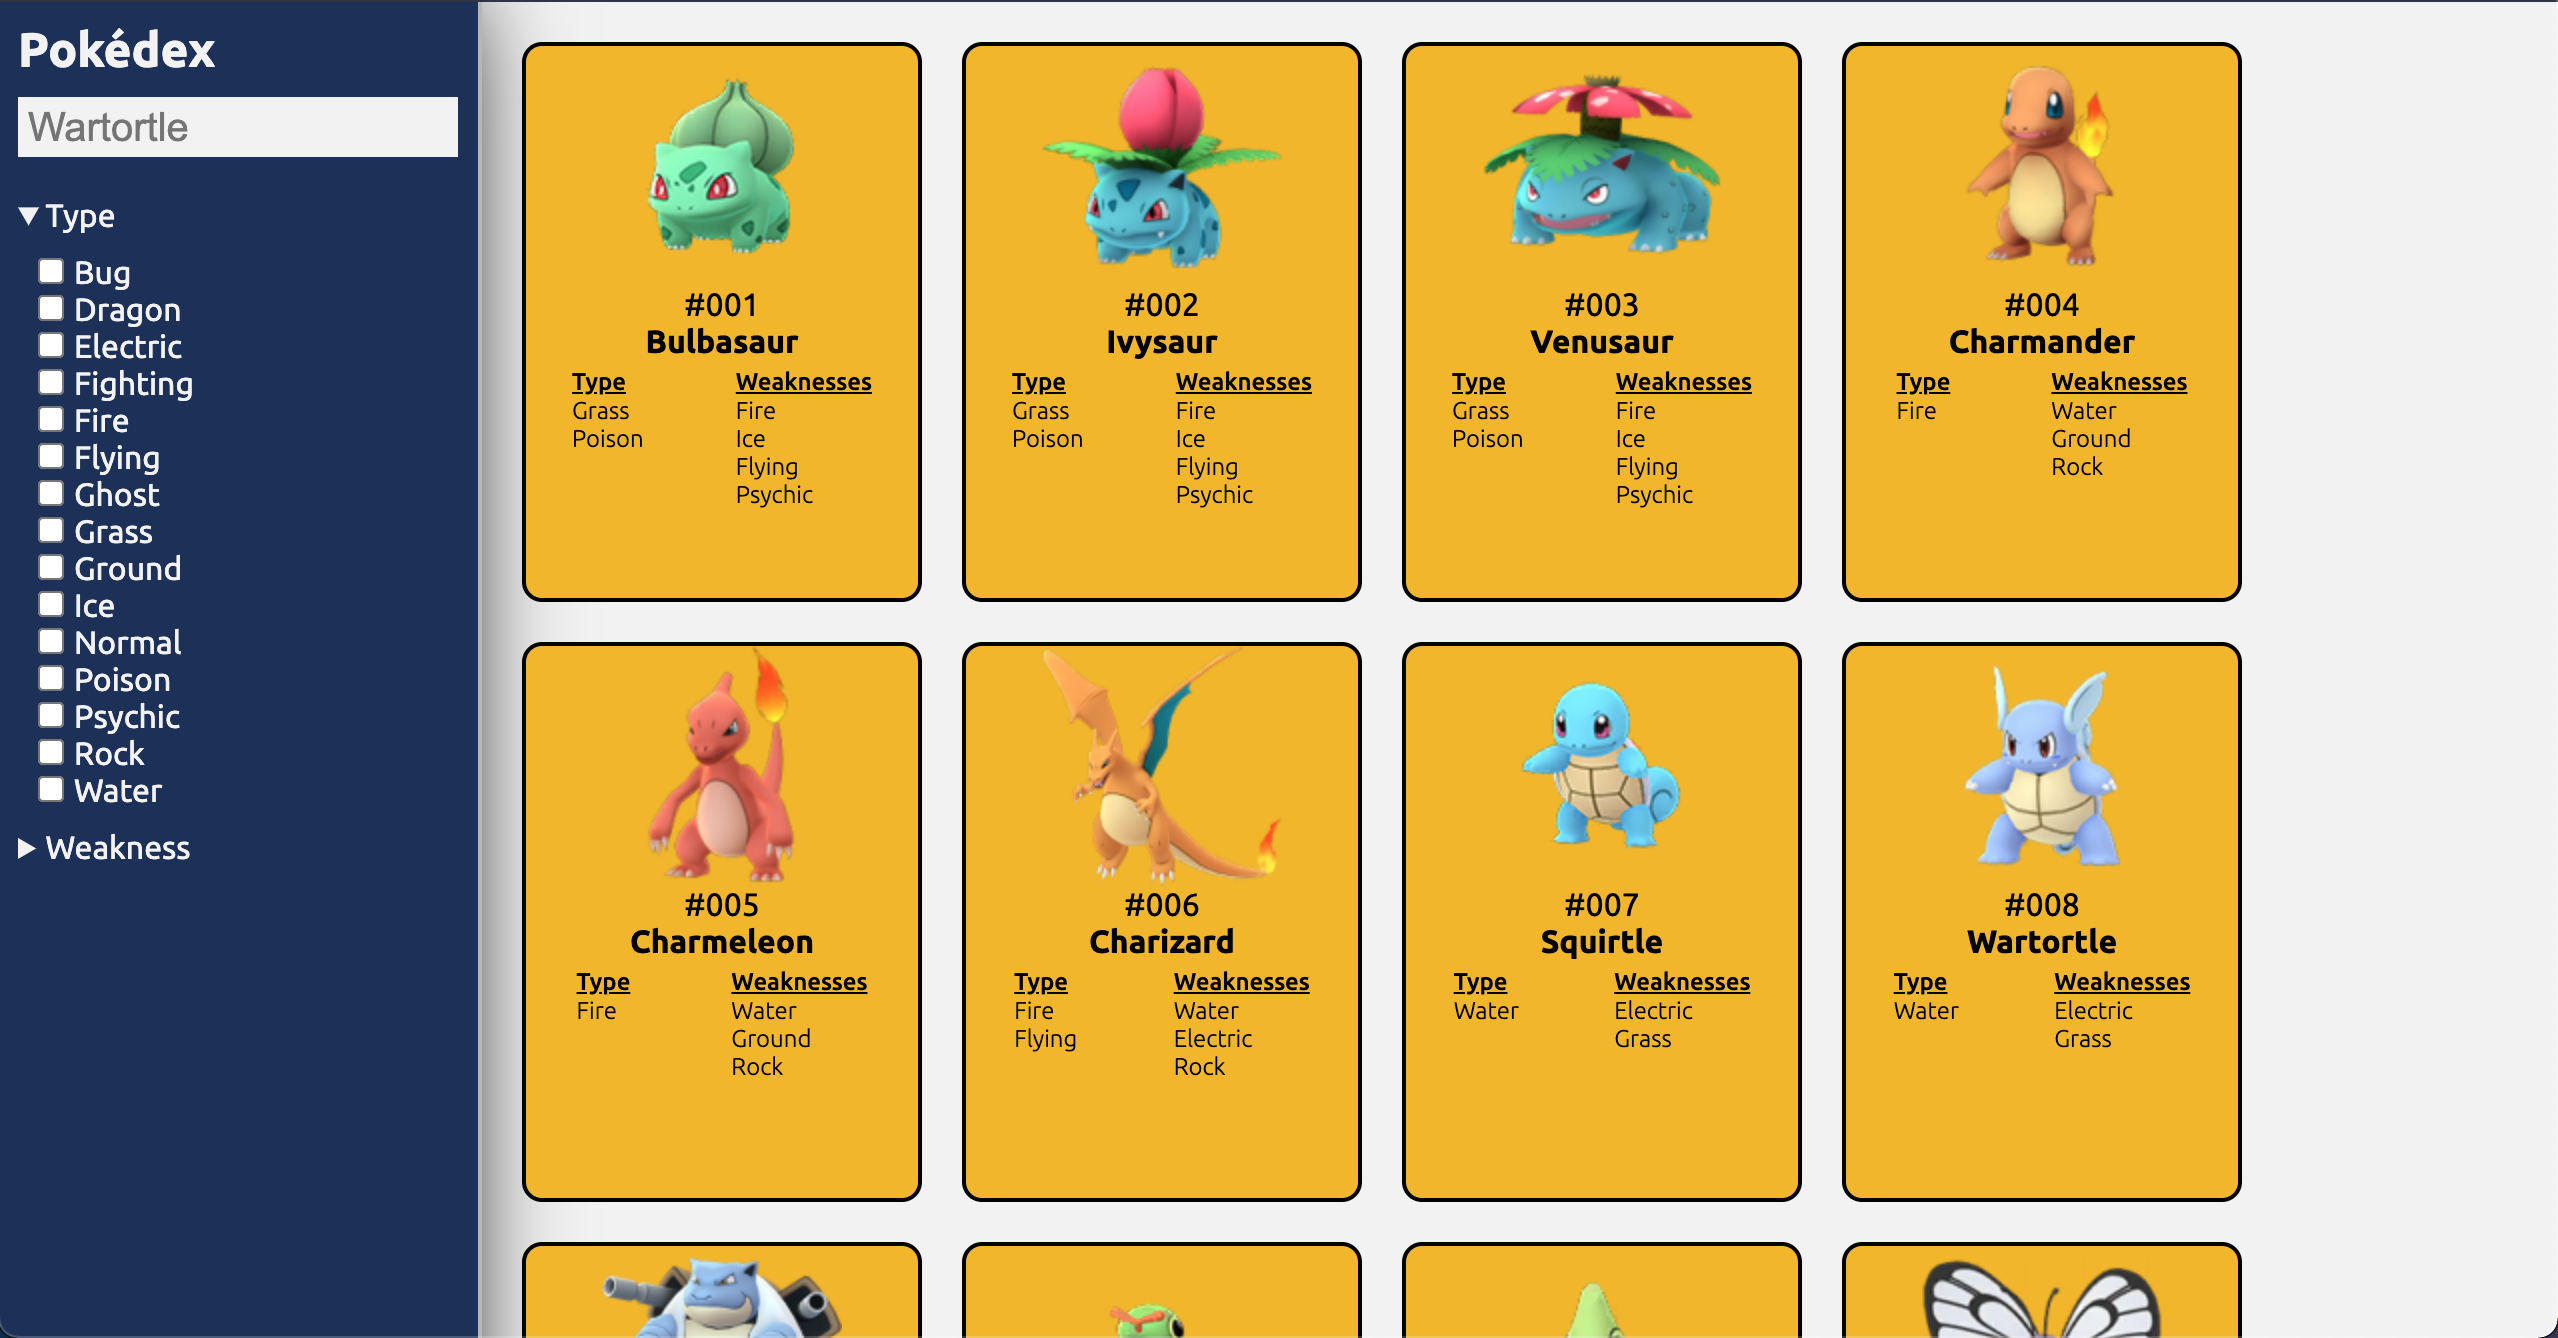 Pokédex
Wartortle
▼ Type
Bug
Dragon
Electric
Fighting
Fire
Flying
Ghost
Grass
Ground
Ice
Normal
Poison
Psychic
Rock
Water
▶ Weakness
#001
Bulbasaur
Type Weaknesses
Grass Fire
Poison Ice
Flying
Psychic
#002
Ivysaur
Type Weaknesses
Grass Fire
Poison Ice
Flying
Psychic
#003
Venusaur
Type Weaknesses
Grass Fire
Poison Ice
Flying
Psychic
#004
Charmander
Type Weaknesses
Fire Water
Ground
Rock
#005
Charmeleon
Type Weaknesses
Fire Water
Ground
Rock
#006
Charizard
Type Weaknesses
Fire Water
Flying Electric
Rock
#007
Squirtle
Type Weaknesses
Water Electric
Grass
#008
Wartortle
Type Weaknesses
Water Electric
Grass